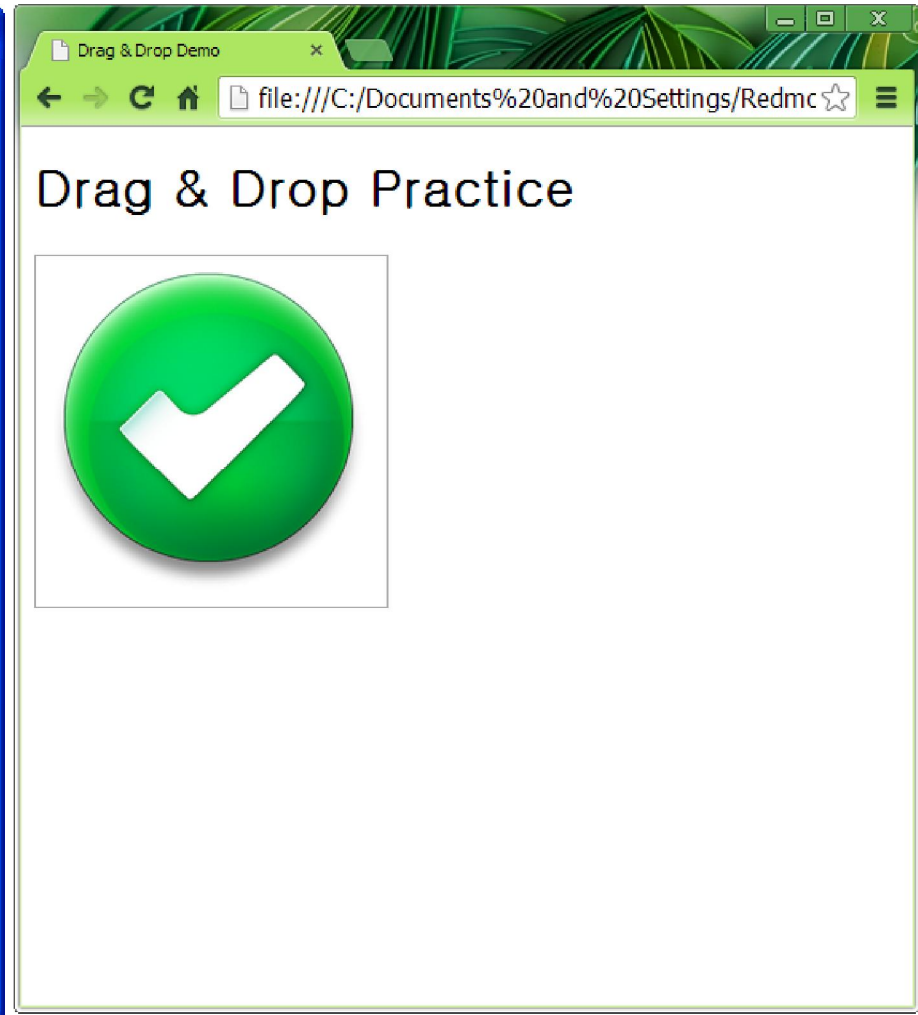 Drag & Drop Demo
file:///C:/Documents%20and%20Settings/Redmc
Drag & Drop Practice